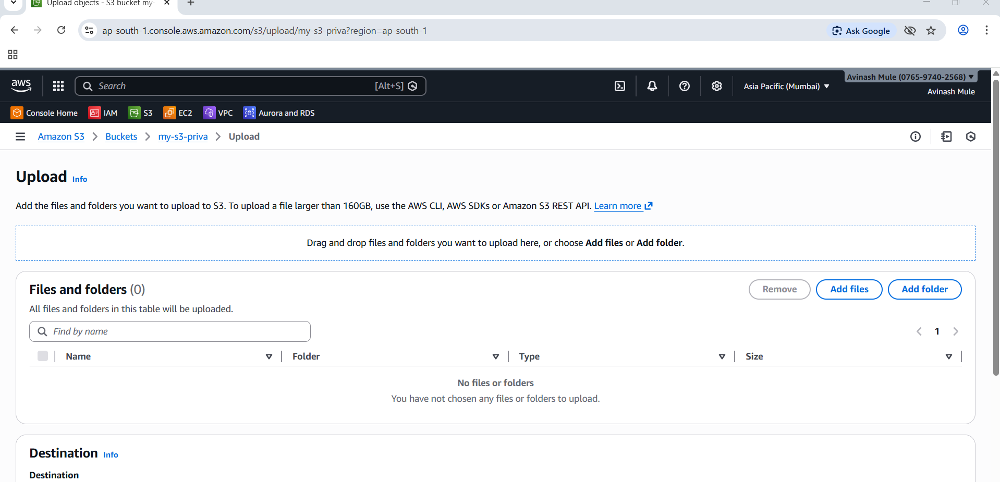 Upload objects - S3 bucket my-
ap-south-1.console.aws.amazon.com/s3/upload/my-s3-priva?region=ap-south-1
Ask Google
aws
Search
[Alt+S]
Asia Pacific (Mumbai)
Avinash Mule (0765-9740-2568)
Avinash Mule
Console Home
IAM
S3
EC2
VPC
Aurora and RDS
Amazon S3 > Buckets > my-s3-priva > Upload
Upload Info
Add the files and folders you want to upload to S3. To upload a file larger than 160GB, use the AWS CLI, AWS SDKs or Amazon S3 REST API. Learn more
Drag and drop files and folders you want to upload here, or choose Add files or Add folder.
Files and folders (0)
Remove
Add files
Add folder
All files and folders in this table will be uploaded.
Find by name
1
Name
Folder
Type
Size
No files or folders
You have not chosen any files or folders to upload.
Destination Info
Destination